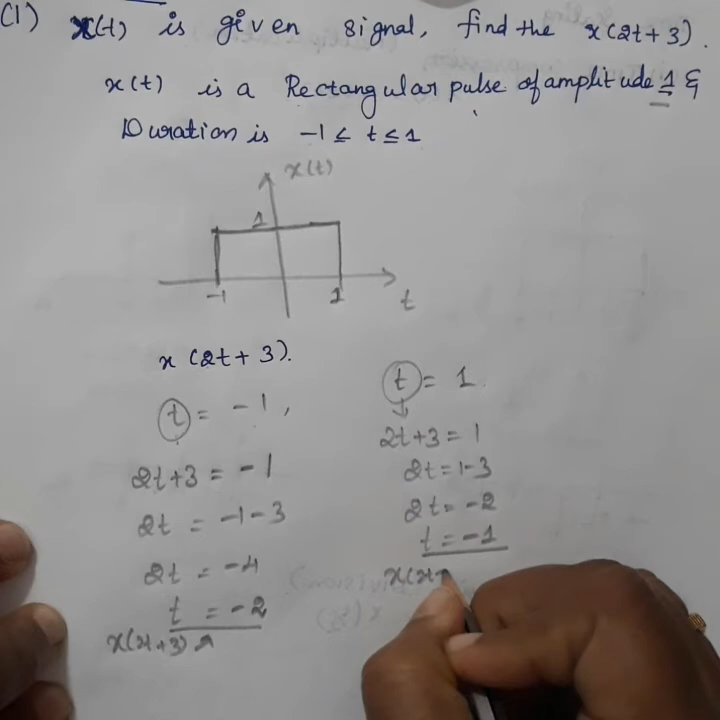 (1) x(t) is given signal, find the x(2t+3).
x(t) is a Rectangular pulse of amplitude 1 &
Duration is -1 ≤ t ≤ 1
x(t)
1
-1
1
t
x(2t+3).
t = -1,
2t+3 = -1
2t = -1-3
2t = -4
t = -2
x(2t+3)
t = 1.
2t+3 = 1
2t = 1-3
2t = -2
t = -1